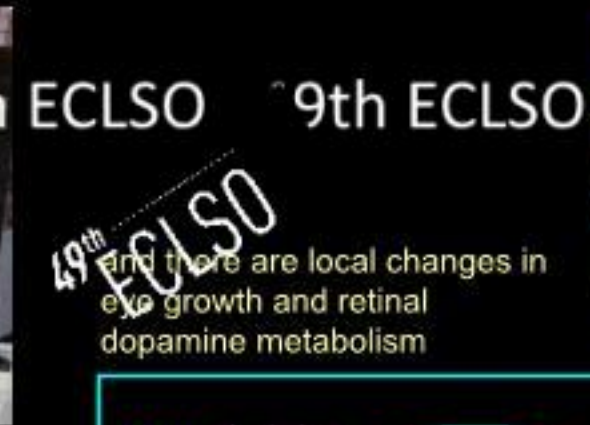 ECLSO 9th ECLSO
49th
ECLSO
and there are local changes in
eye growth and retinal
dopamine metabolism